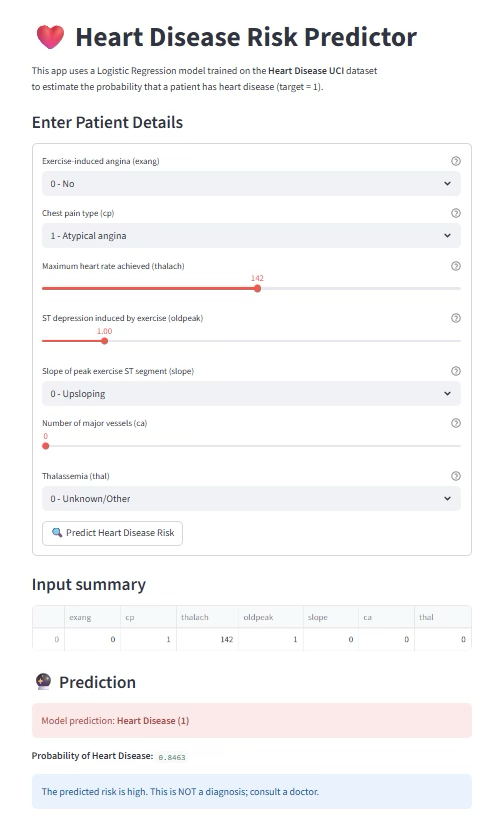 Heart Disease Risk Predictor
This app uses a Logistic Regression model trained on the Heart Disease UCI dataset
to estimate the probability that a patient has heart disease (target = 1).
Enter Patient Details
Exercise-induced angina (exang)
0 - No
Chest pain type (cp)
1 - Atypical angina
Maximum heart rate achieved (thalach)
142
ST depression induced by exercise (oldpeak)
1.00
Slope of peak exercise ST segment (slope)
0 - Upsloping
Number of major vessels (ca)
0
Thalassemia (thal)
0 - Unknown/Other
Predict Heart Disease Risk
Input summary
exang cp thalach oldpeak slope ca thal
0 0 1 142 1 0 0 0
Prediction
Model prediction: Heart Disease (1)
Probability of Heart Disease: 0.8463
The predicted risk is high. This is NOT a diagnosis; consult a doctor.